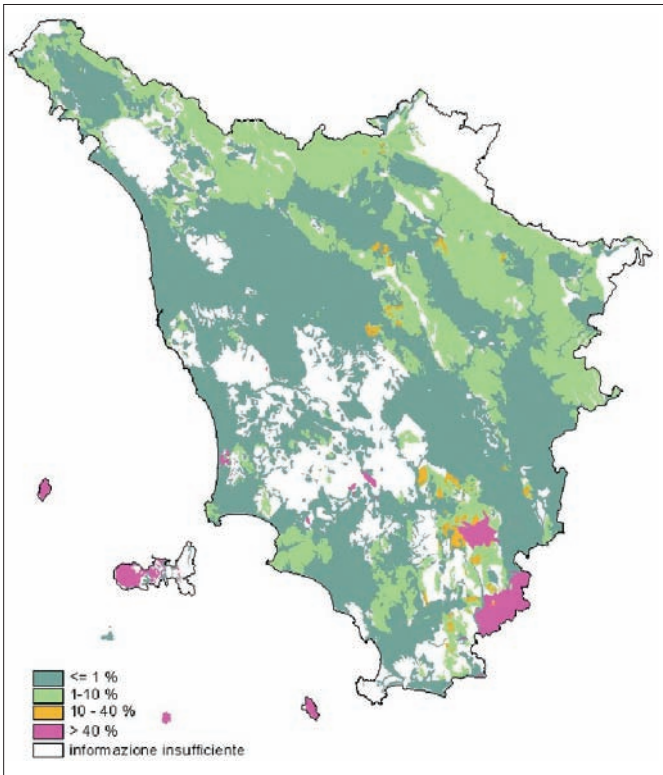 <= 1 %
1-10 %
10 - 40 %
> 40 %
informazione insufficiente